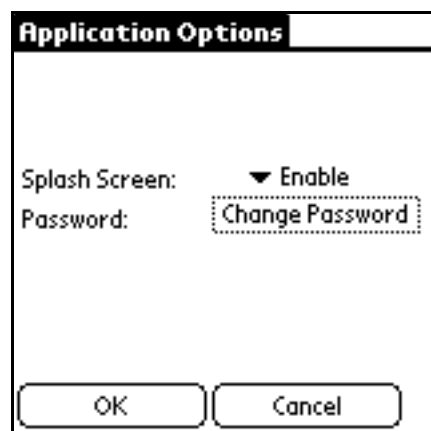 Application Options
Splash Screen: Enable
Password: Change Password
OK Cancel